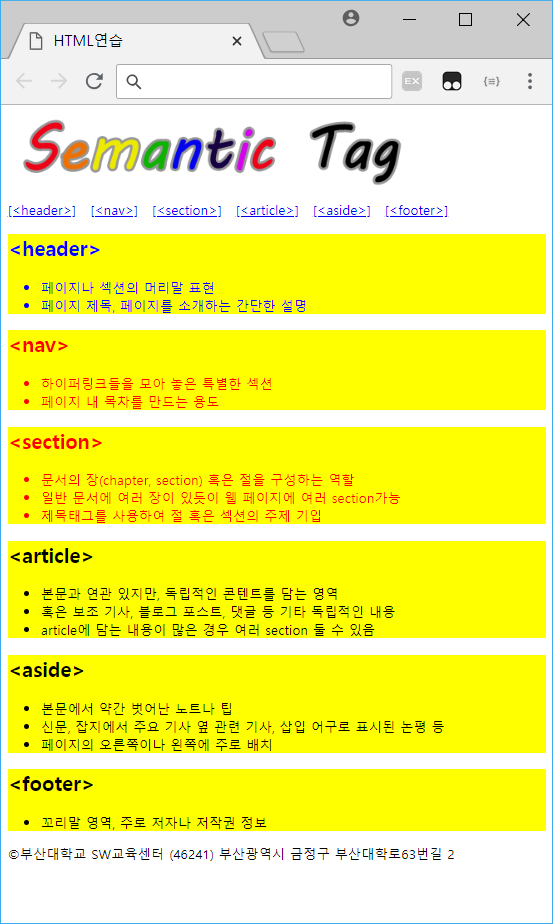 HTML연습
EX
{≡}
Semantic Tag
[<header>] [<nav>] [<section>] [<article>] [<aside>] [<footer>]
<header>
페이지나 섹션의 머리말 표현
페이지 제목, 페이지를 소개하는 간단한 설명
<nav>
하이퍼링크들을 모아 놓은 특별한 섹션
페이지 내 목차를 만드는 용도
<section>
문서의 장(chapter, section) 혹은 절을 구성하는 역할
일반 문서에 여러 장이 있듯이 웹 페이지에 여러 section가능
제목태그를 사용하여 절 혹은 섹션의 주제 기입
<article>
본문과 연관 있지만, 독립적인 콘텐트를 담는 영역
혹은 보조 기사, 블로그 포스트, 댓글 등 기타 독립적인 내용
article에 담는 내용이 많은 경우 여러 section 둘 수 있음
<aside>
본문에서 약간 벗어난 노트나 팁
신문, 잡지에서 주요 기사 옆 관련 기사, 삽입 어구로 표시된 논평 등
페이지의 오른쪽이나 왼쪽에 주로 배치
<footer>
꼬리말 영역, 주로 저자나 저작권 정보
©부산대학교 SW교육센터 (46241) 부산광역시 금정구 부산대학로63번길 2